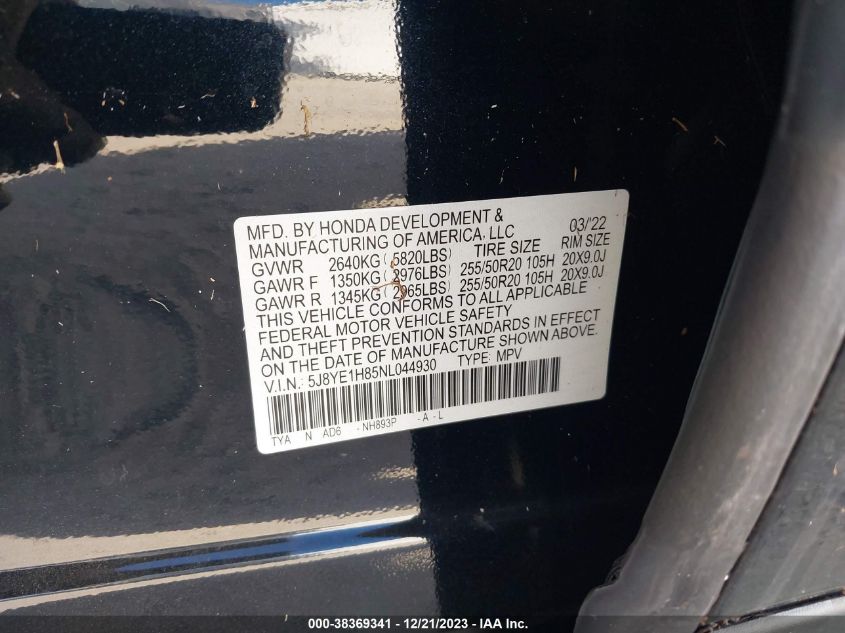 MFD. BY HONDA DEVELOPMENT & 03/'22
MANUFACTURING OF AMERICA, LLC TIRE SIZE RIM SIZE
GVWR 2640KG ( 5820LBS)
GAWR F 1350KG ( 2976LBS) 255/50R20 105H 20X9.0J
GAWR R 1345KG ( 2965LBS) 255/50R20 105H 20X9.0J
THIS VEHICLE CONFORMS TO ALL APPLICABLE
FEDERAL MOTOR VEHICLE SAFETY
AND THEFT PREVENTION STANDARDS IN EFFECT
ON THE DATE OF MANUFACTURE SHOWN ABOVE.
V.I.N.: 5J8YE1H85NL044930 TYPE: MPV
TYA N AD6 - NH893P - A - L
000-38369341 - 12/21/2023 - IAA Inc.